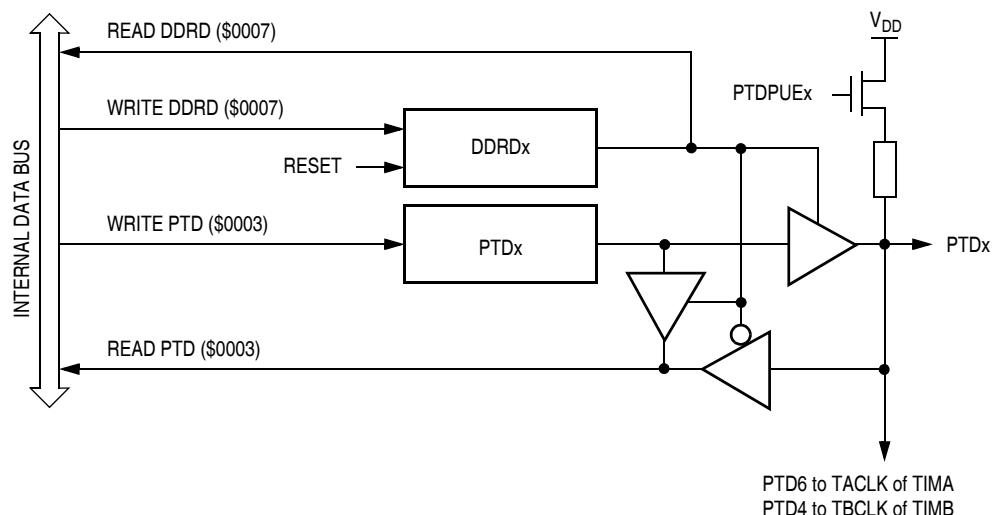 READ DDRD ($0007)
V_DD
PTDPUEx
WRITE DDRD ($0007)
DDRDx
RESET
INTERNAL DATA BUS
WRITE PTD ($0003)
PTDx
PTDx
READ PTD ($0003)
PTD6 to TACLK of TIMA
PTD4 to TBCLK of TIMB